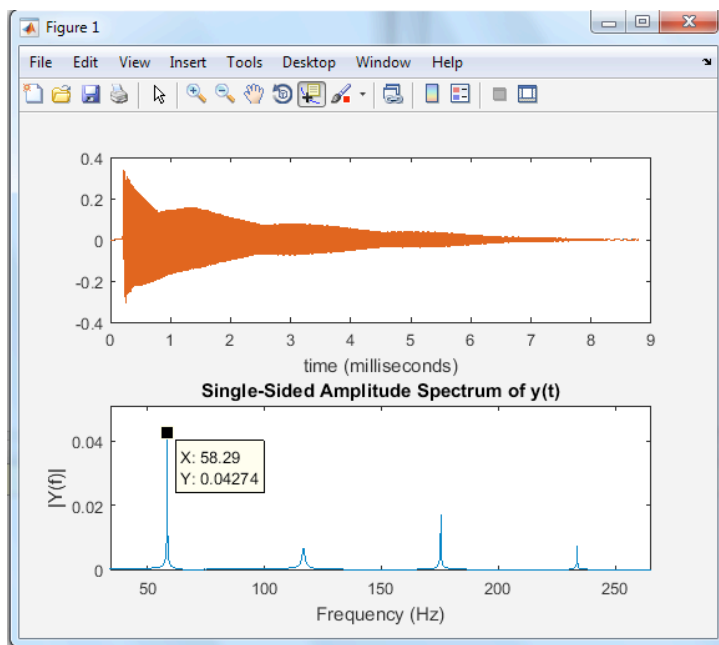 Figure 1
File Edit View Insert Tools Desktop Window Help
0.4
0.2
0
-0.2
-0.4
0 1 2 3 4 5 6 7 8 9
time (milliseconds)
Single-Sided Amplitude Spectrum of y(t)
|Y(f)|
0.04
0.02
0
X: 58.29
Y: 0.04274
50 100 150 200 250
Frequency (Hz)